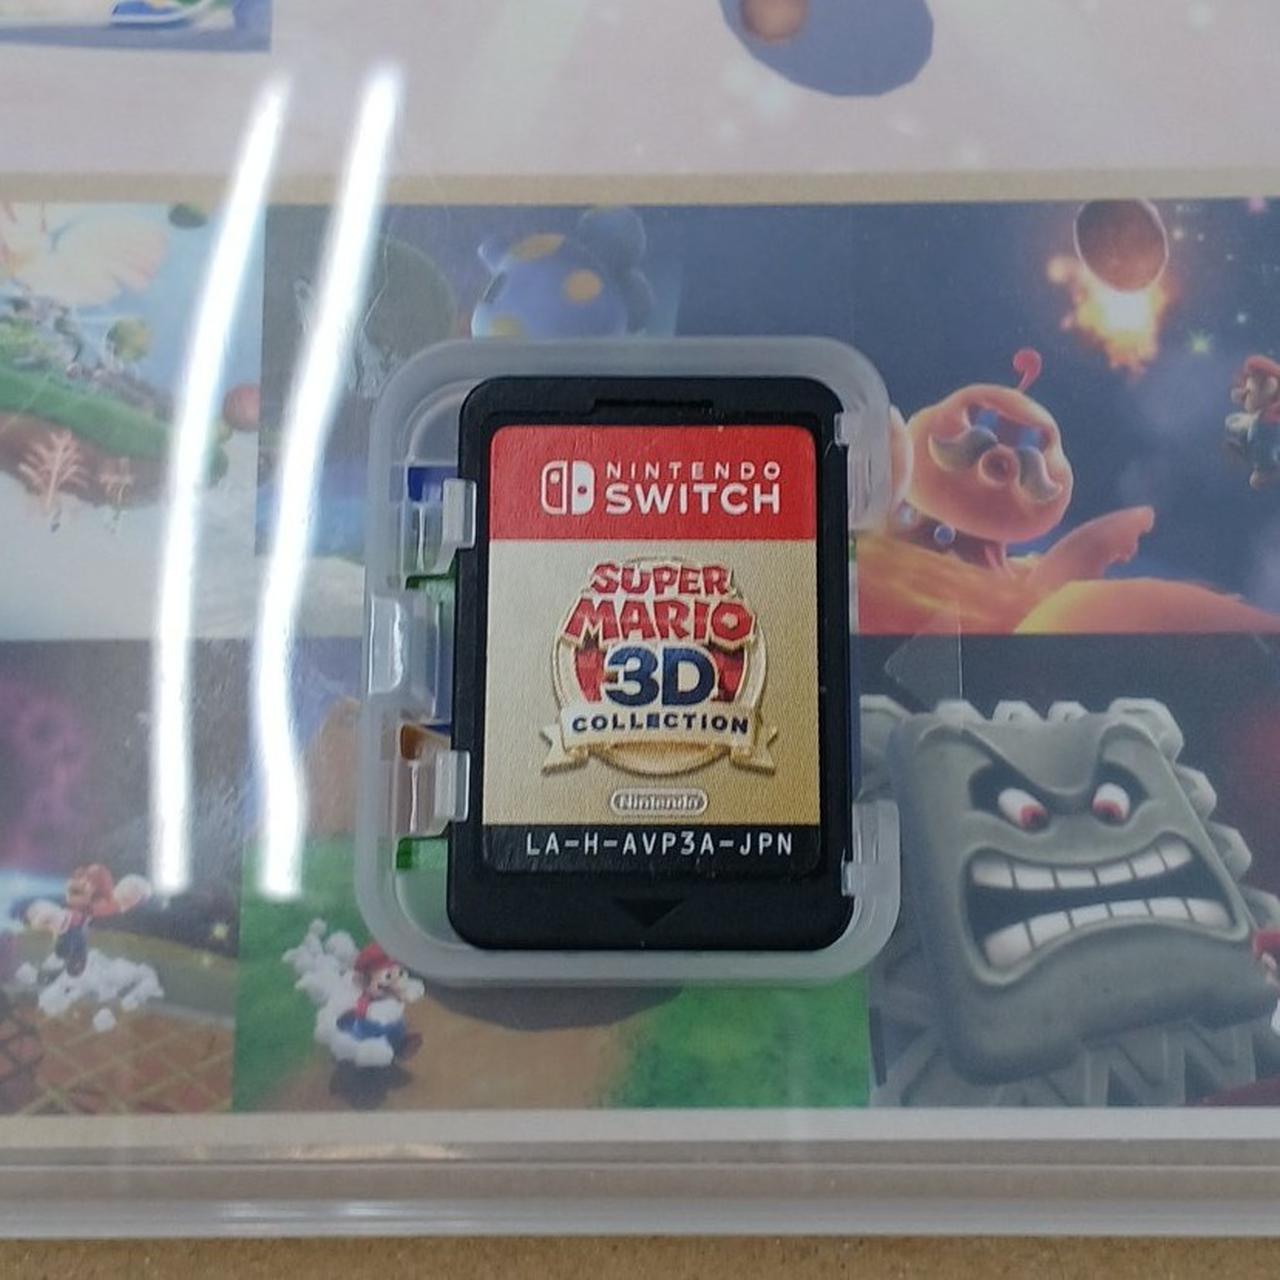 NINTENDO
SWITCH
SUPER
MARIO
3D
COLLECTION
Nintendo
LA-H-AVP3A-JPN